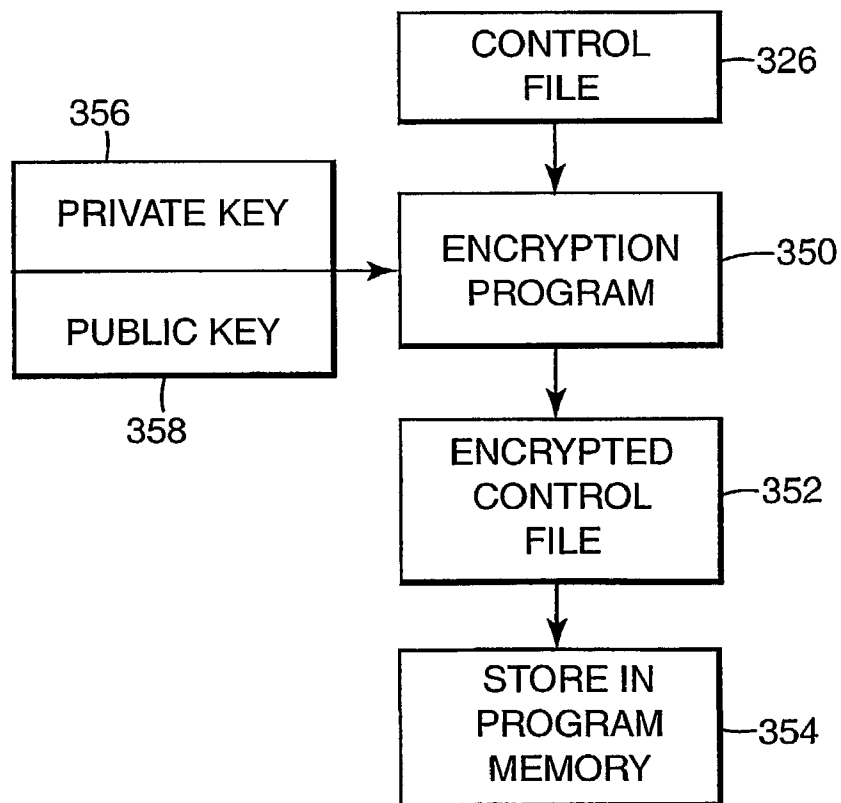 CONTROL
FILE
326
356
PRIVATE KEY
PUBLIC KEY
358
ENCRYPTION
PROGRAM
350
ENCRYPTED
CONTROL
FILE
352
STORE IN
PROGRAM
MEMORY
354